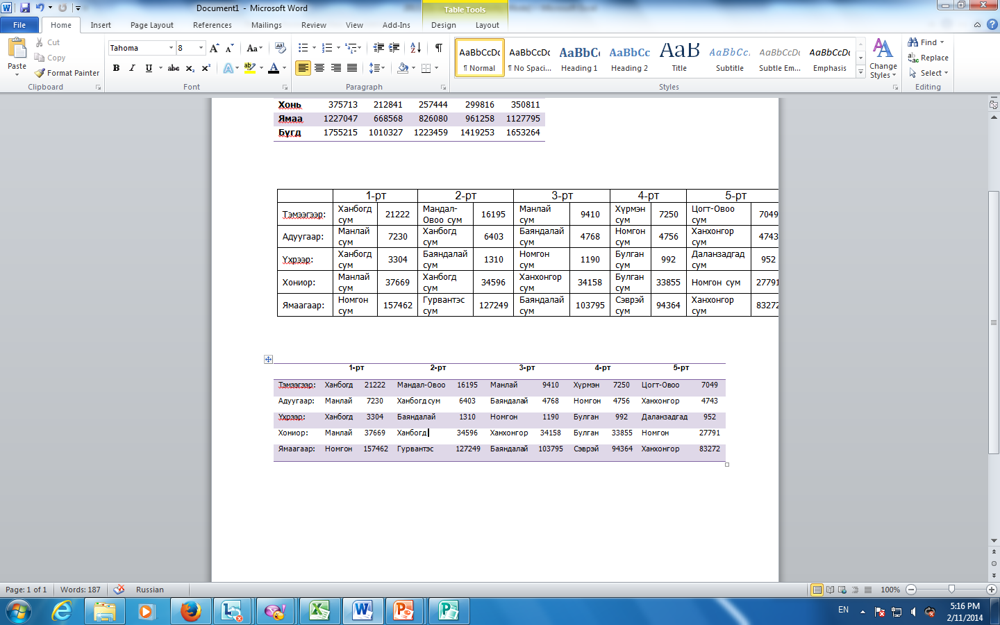 Document1 - Microsoft Word
Table Tools
File Home Insert Page Layout References Mailings Review View Add-Ins Design Layout
Paste
Cut
Copy
Format Painter
Clipboard
Tahoma 8
Font
Paragraph
AaBbCcDc AaBbCcDc AaBbCc AaBbCc AaB AaBbCc AaBbCcDc AaBbCcDc
¶ Normal ¶ No Spaci... Heading 1 Heading 2 Title Subtitle Subtle Em... Emphasis
Styles
Change Styles
Find
Replace
Select
Editing
Хонь 375713 212841 257444 299816 350811
Ямаа 1227047 668568 826080 961258 1127795
Бүгд 1755215 1010327 1223459 1419253 1653264
1-рт 2-рт 3-рт 4-рт 5-рт
Тэмээгээр: Ханбогд сум 21222 Мандал-Овоо сум 16195 Манлай сум 9410 Хүрмэн сум 7250 Цогт-Овоо сум 7049
Адуугаар: Манлай сум 7230 Ханбогд сум 6403 Баяндалай сум 4768 Номгон сум 4756 Ханхонгор сум 4743
Үхрээр: Ханбогд сум 3304 Баяндалай сум 1310 Номгон сум 1190 Булган сум 992 Даланзадгад сум 952
Хониор: Манлай сум 37669 Ханбогд сум 34596 Ханхонгор сум 34158 Булган сум 33855 Номгон сум 27791
Ямаагаар: Номгон сум 157462 Гурвантэс сум 127249 Баяндалай сум 103795 Сэврэй сум 94364 Ханхонгор сум 83272
1-рт 2-рт 3-рт 4-рт 5-рт
Тэмээгээр: Ханбогд 21222 Мандал-Овоо 16195 Манлай 9410 Хүрмэн 7250 Цогт-Овоо 7049
Адуугаар: Манлай 7230 Ханбогд сум 6403 Баяндалай 4768 Номгон 4756 Ханхонгор 4743
Үхрээр: Ханбогд 3304 Баяндалай 1310 Номгон 1190 Булган 992 Даланзадгад 952
Хониор: Манлай 37669 Ханбогд 34596 Ханхонгор 34158 Булган 33855 Номгон 27791
Ямаагаар: Номгон 157462 Гурвантэс 127249 Баяндалай 103795 Сэврэй 94364 Ханхонгор 83272
Page: 1 of 1 Words: 187 Russian 100%
EN 5:16 PM
2/11/2014